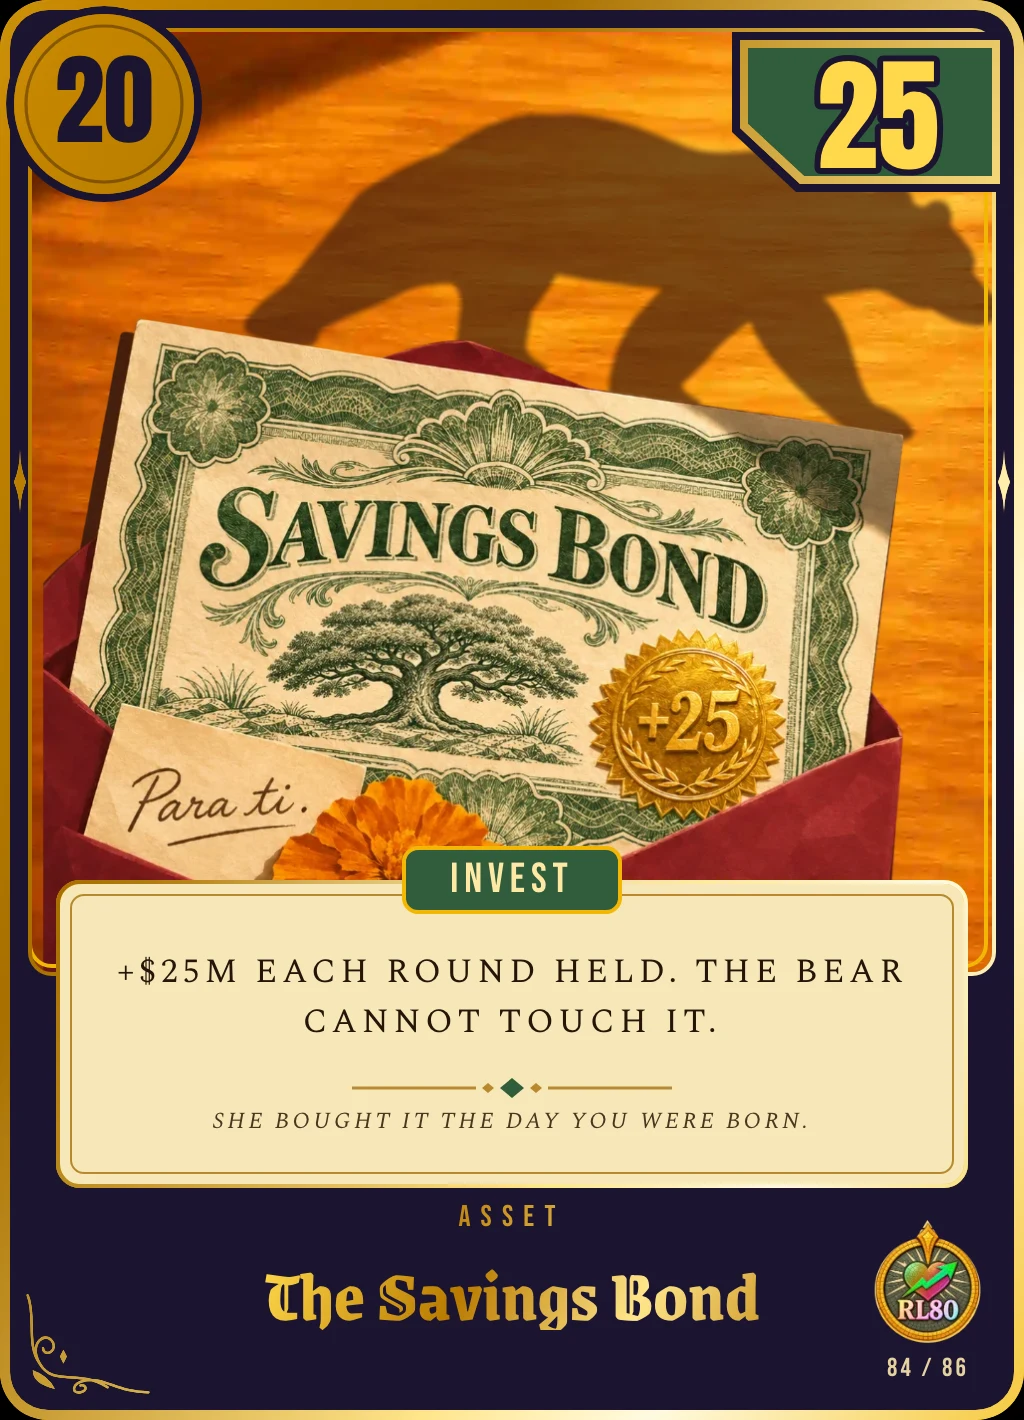 20
25
SAVINGS BOND
+25
Para ti.
INVEST
+$25M EACH ROUND HELD. THE BEAR
CANNOT TOUCH IT.
SHE BOUGHT IT THE DAY YOU WERE BORN.
ASSET
The Savings Bond
RL80
84 / 86